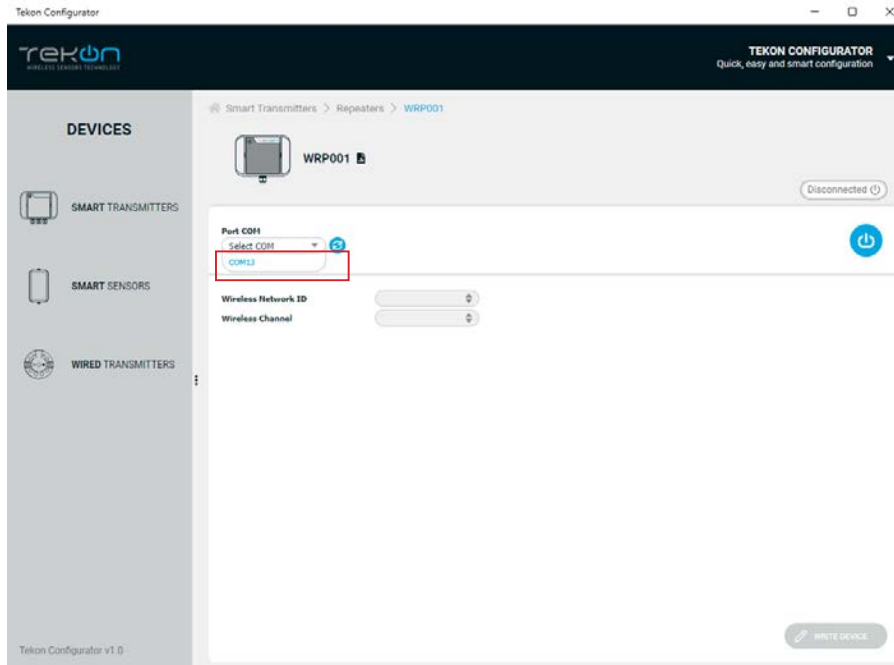 Tekon Configurator
TEKON
WIRELESS SENSORS TECHNOLOGY
TEKON CONFIGURATOR
Quick, easy and smart configuration
DEVICES
SMART TRANSMITTERS
SMART SENSORS
WIRED TRANSMITTERS
Tekon Configurator v1.0
Smart Transmitters > Repeaters > WRP001
WRP001
Disconnected
Port COM
Select COM
COM13
Wireless Network ID
Wireless Channel
WRITE DEVICE